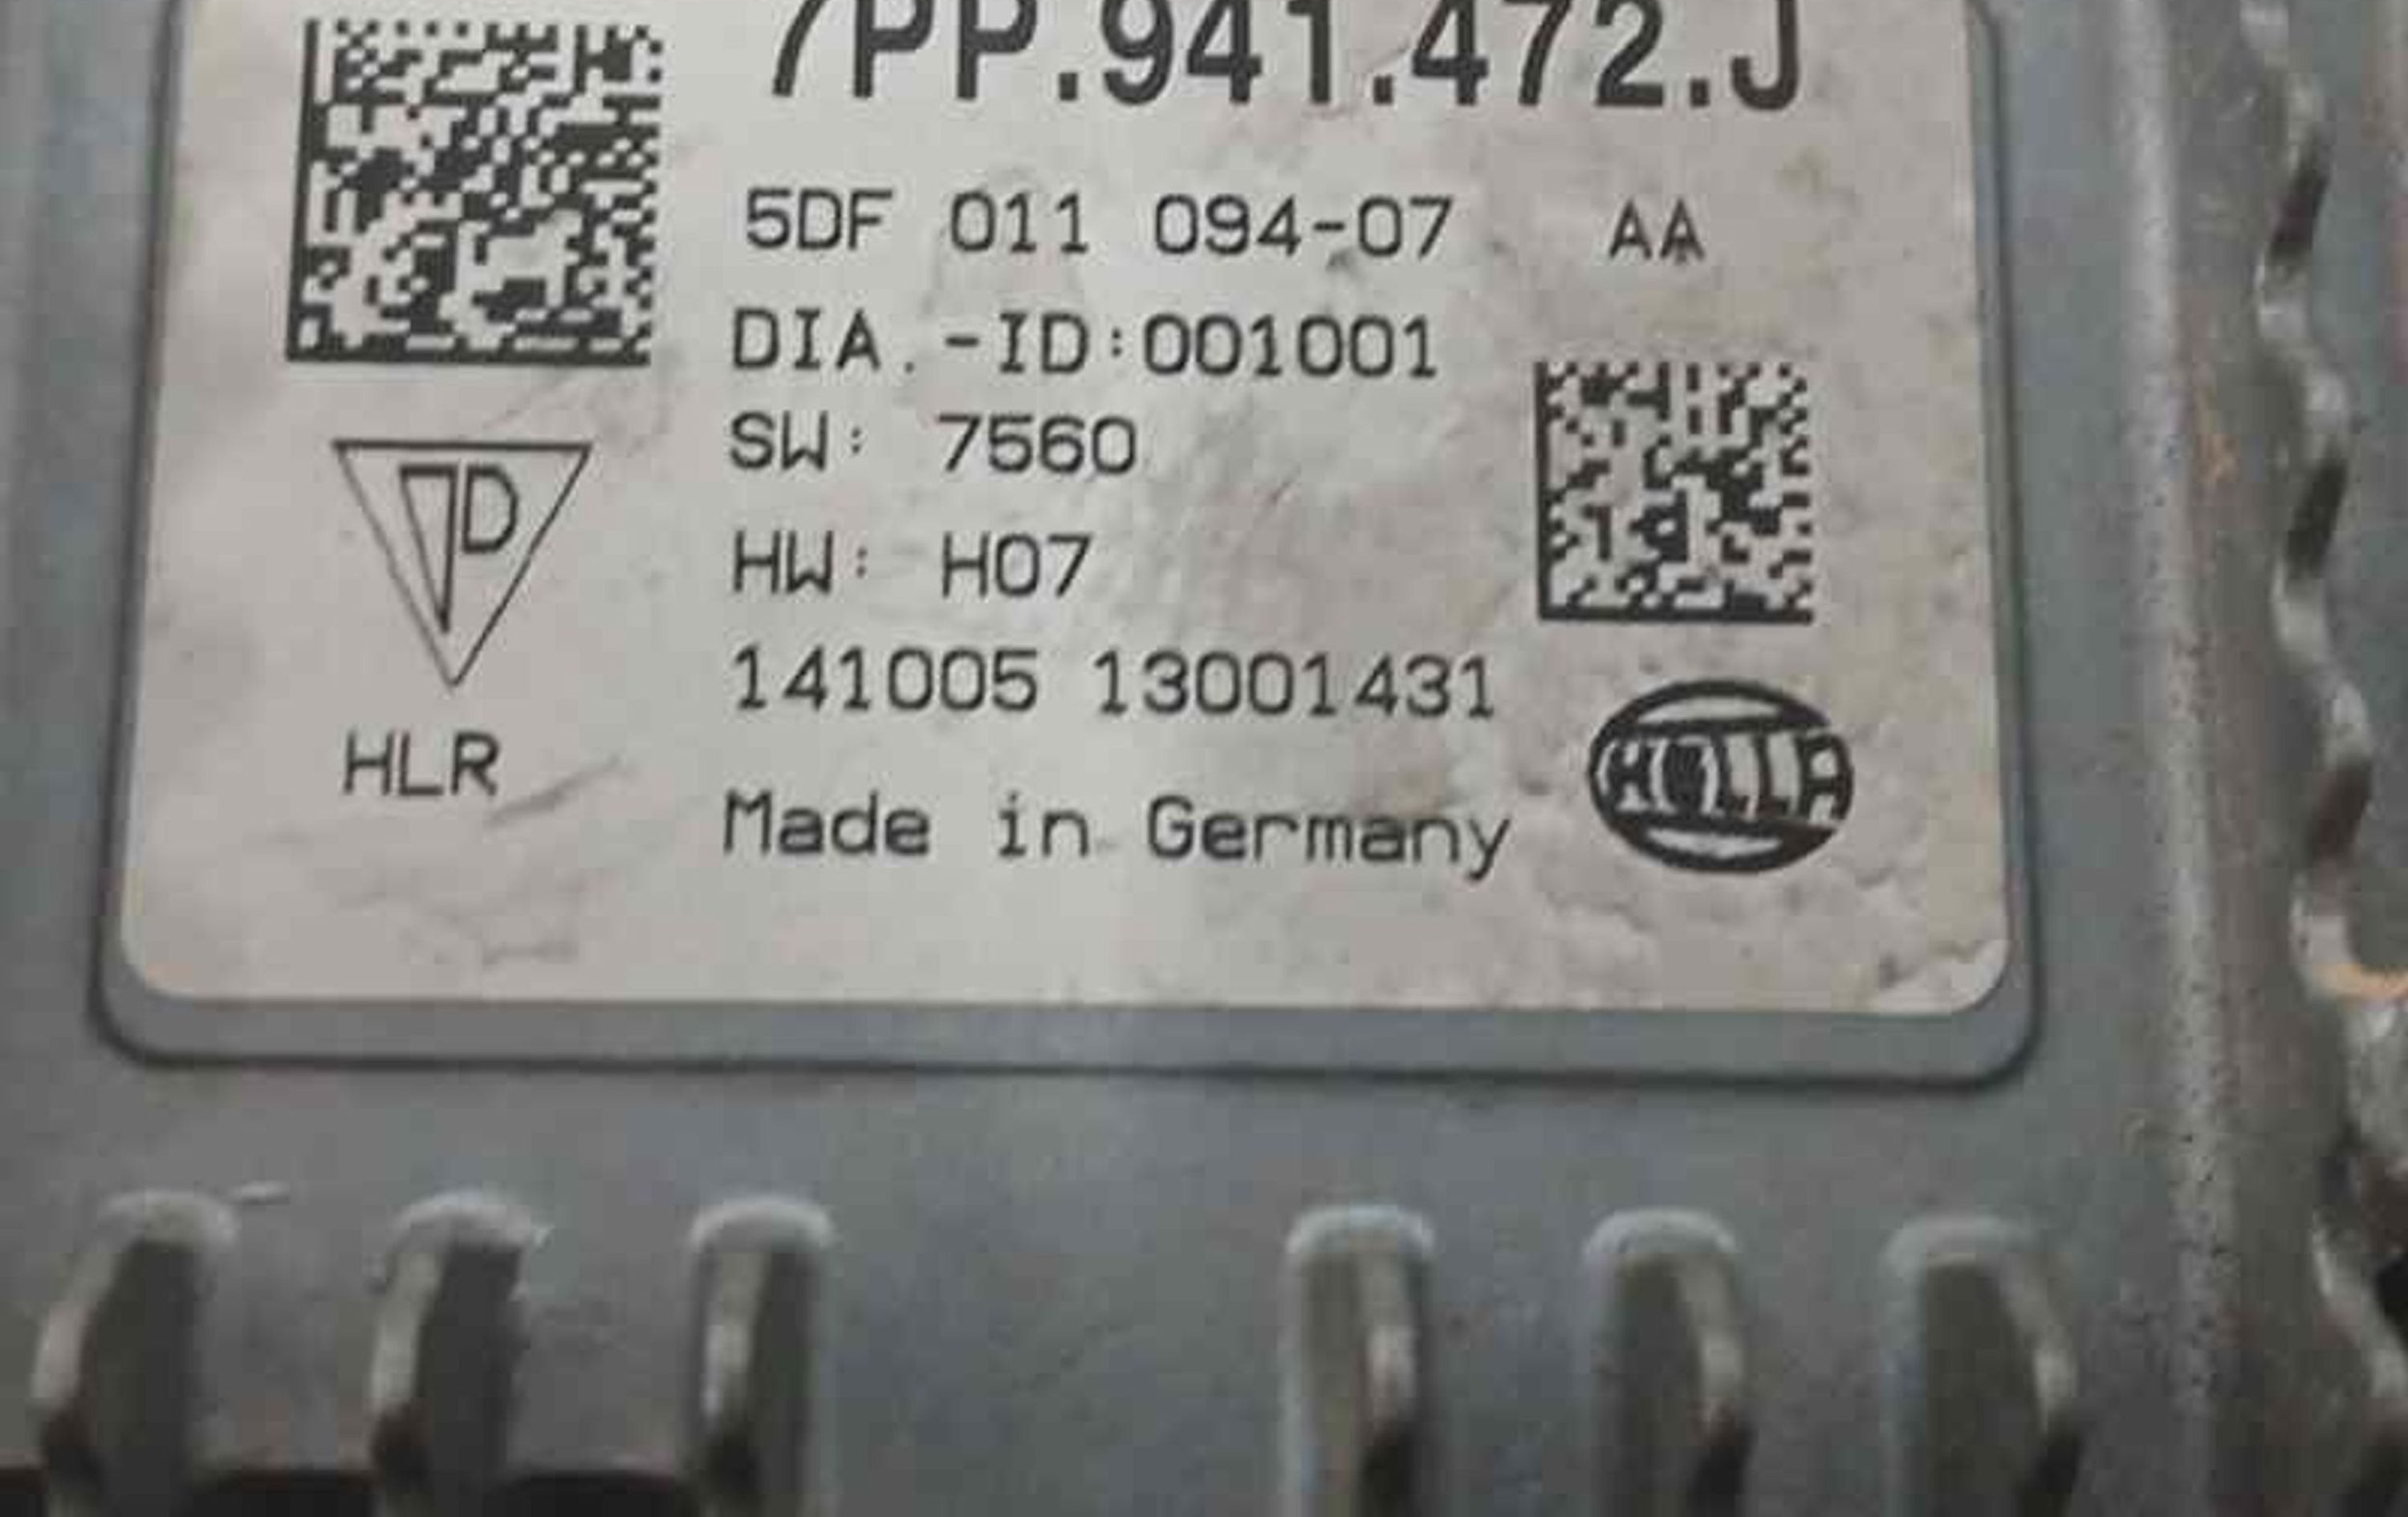 7PP.941.472.J
5DF 011 094-07 AA
DIA.-ID:001001
SW: 7560
HW: H07
141005 13001431
Made in Germany
HLR
HELLA